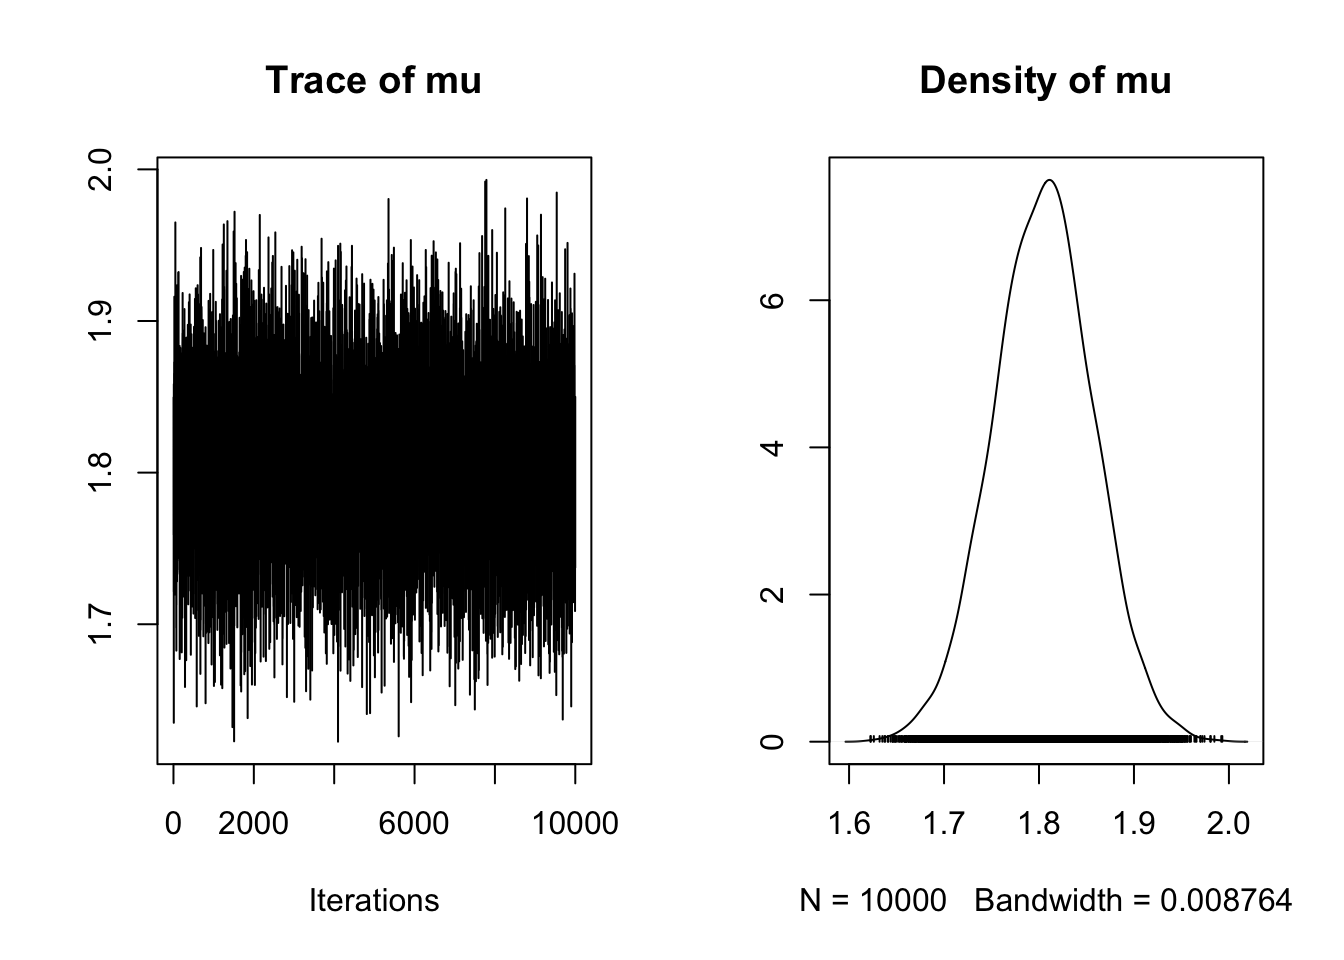 Trace of mu
2.0
1.9
1.8
1.7
0 2000 6000 10000
Iterations
Density of mu
6
4
2
0
1.6 1.7 1.8 1.9 2.0
N = 10000 Bandwidth = 0.008764